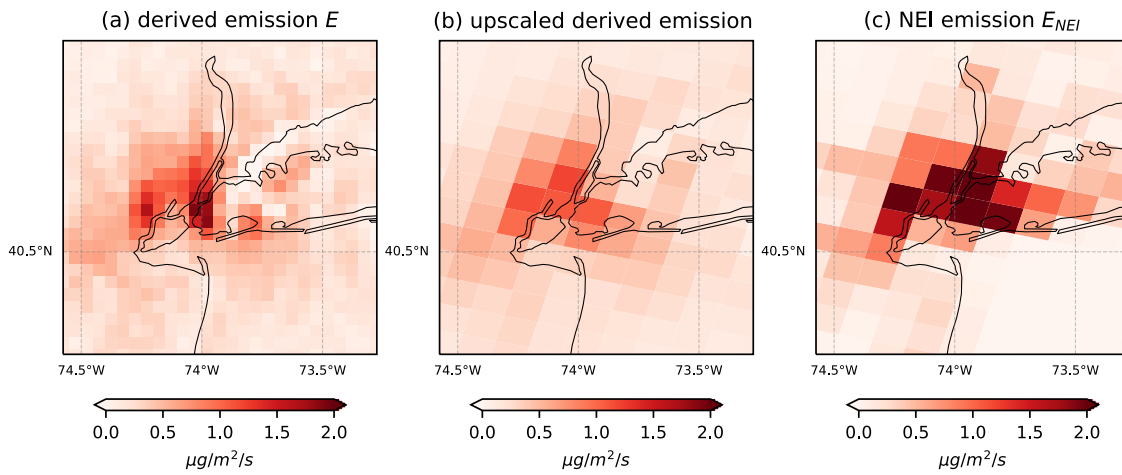 (a) derived emission E
(b) upscaled derived emission
(c) NEI emission E_NEI
40.5°N
40.5°N
40.5°N
74.5°W 74°W 73.5°W
74.5°W 74°W 73.5°W
74.5°W 74°W 73.5°W
0.0 0.5 1.0 1.5 2.0
0.0 0.5 1.0 1.5 2.0
0.0 0.5 1.0 1.5 2.0
μg/m²/s
μg/m²/s
μg/m²/s